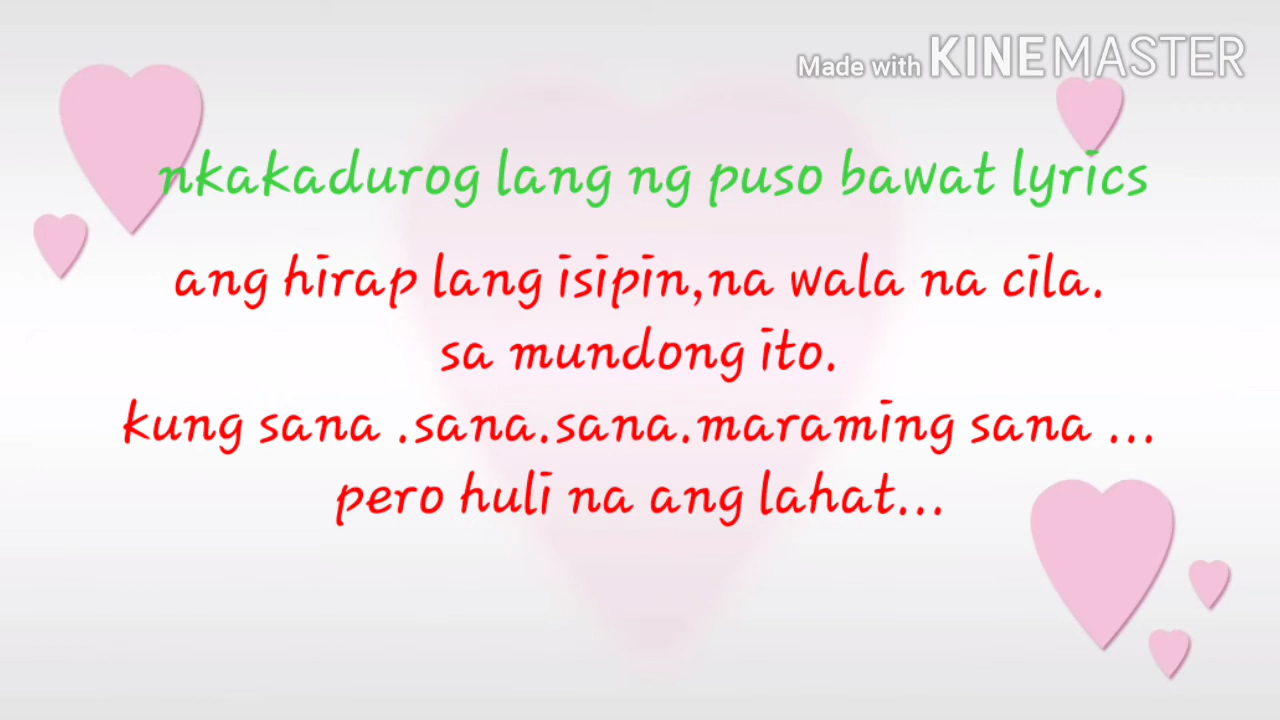 Made with KINEMASTER
nkakadurog lang ng puso bawat lyrics
ang hirap lang isipin,na wala na cila.
sa mundong ito.
kung sana .sana.sana.maraming sana ...
pero huli na ang lahat...